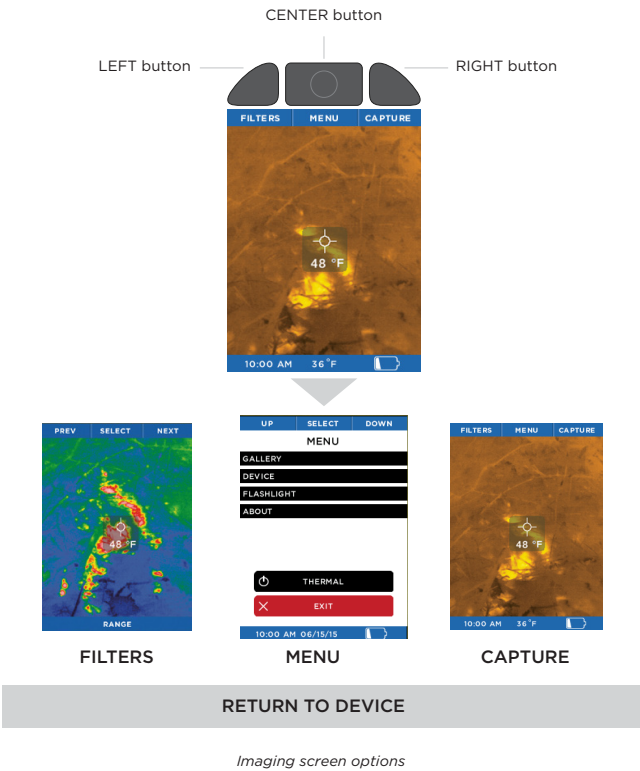 CENTER button
LEFT button
RIGHT button
FILTERS MENU CAPTURE
48 °F
10:00 AM 36°F
PREV SELECT NEXT
48 °F
RANGE
UP SELECT DOWN
MENU
GALLERY
DEVICE
FLASHLIGHT
ABOUT
THERMAL
EXIT
10:00 AM 06/15/15
FILTERS MENU CAPTURE
48 °F
10:00 AM 36°F
FILTERS
MENU
CAPTURE
RETURN TO DEVICE
Imaging screen options